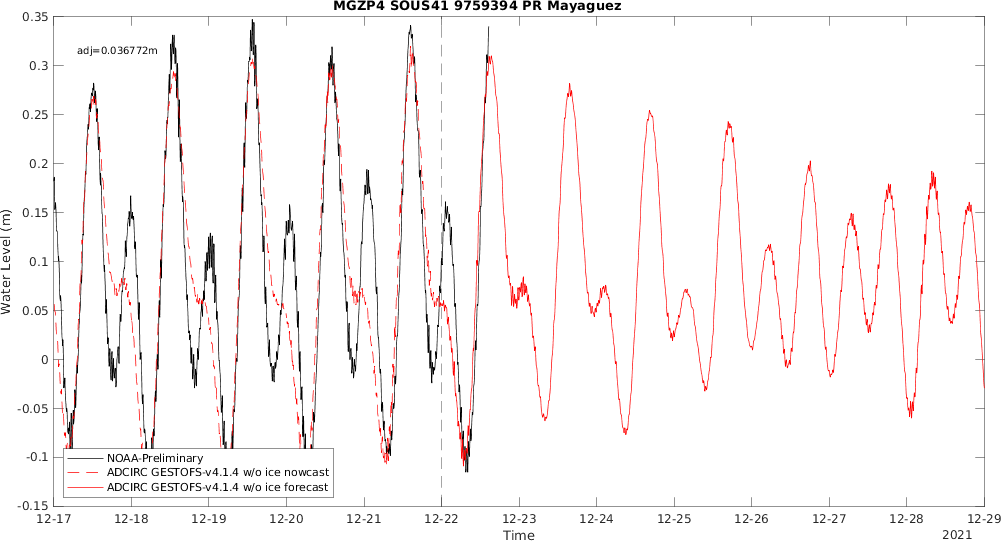 MGZP4 SOUS41 9759394 PR Mayaguez
adj=0.036772m
0.35
0.3
0.25
0.2
0.15
0.1
0.05
0
-0.05
-0.1
-0.15
Water Level (m)
NOAA-Preliminary
ADCIRC GESTOFS-v4.1.4 w/o ice nowcast
ADCIRC GESTOFS-v4.1.4 w/o ice forecast
12-17 12-18 12-19 12-20 12-21 12-22 12-23 12-24 12-25 12-26 12-27 12-28 12-29
Time
2021